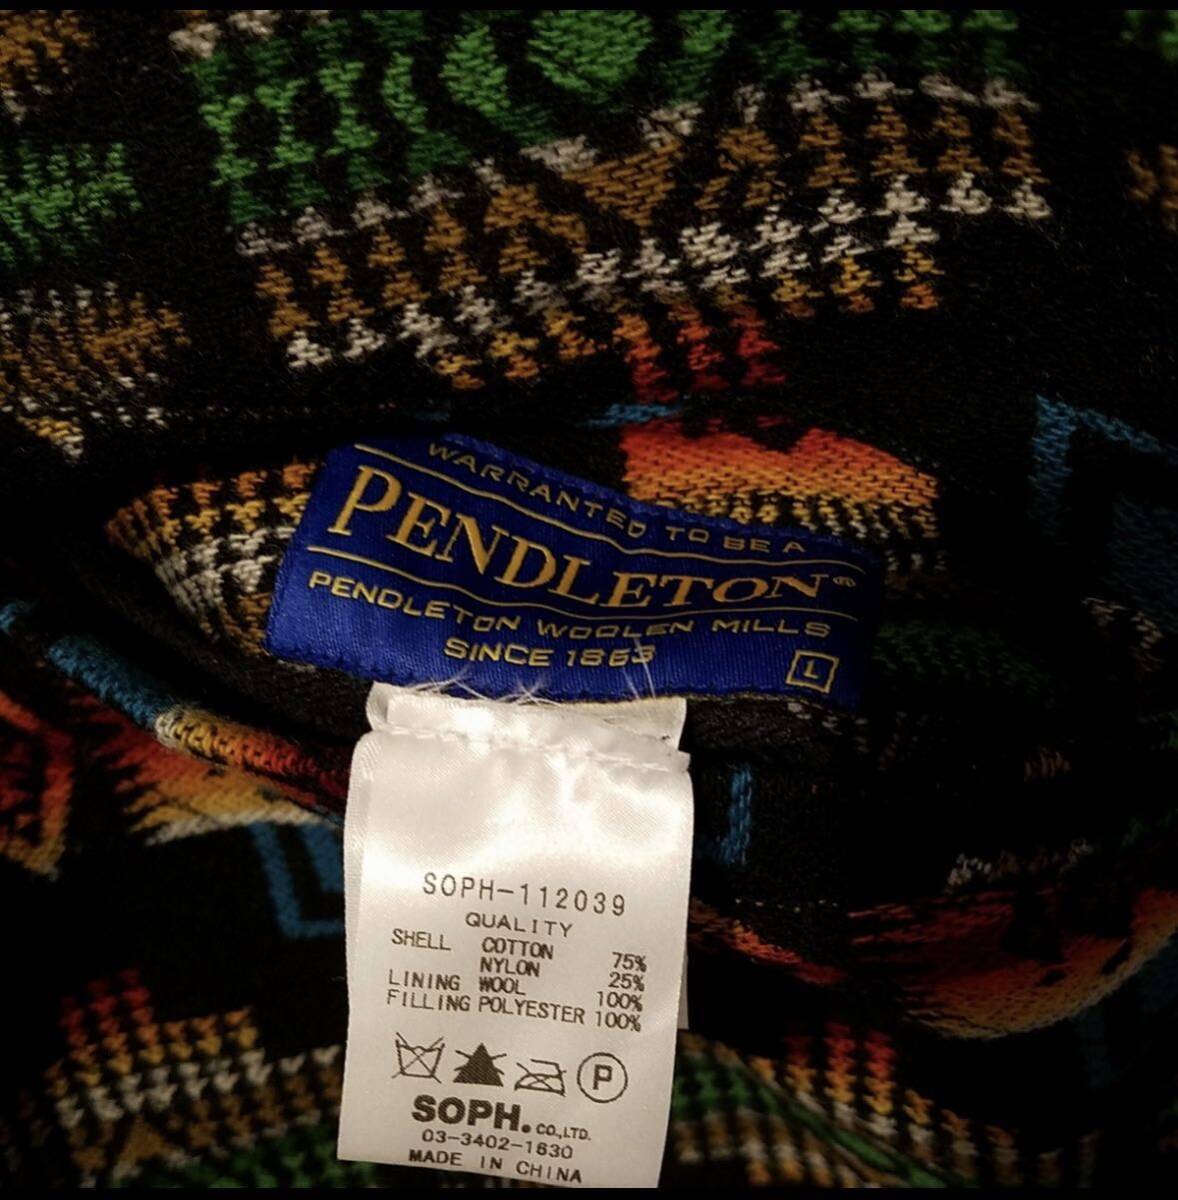 WARRANTED TO BE A
PENDLETON®
PENDLETON WOOLEN MILLS
SINCE 1863
L
SOPH-112039
QUALITY
SHELL COTTON 75%
NYLON 25%
LINING WOOL 100%
FILLING POLYESTER 100%
P
SOPH. CO.,LTD.
03-3402-1630
MADE IN CHINA